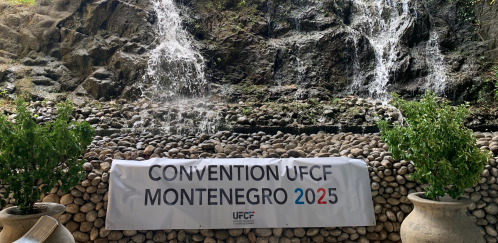 CONVENTION UFCF
MONTENEGRO 2025
UFCF